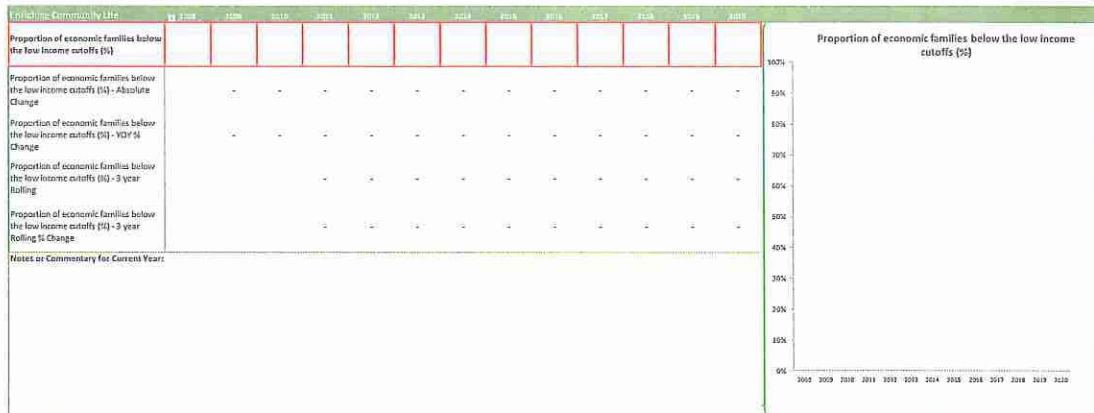 Enriching Community Life 2008 2009 2010 2011 2012 2013 2014 2015 2016 2017 2018 2019 2020
Proportion of economic families below
the low income cutoffs (%)
Proportion of economic families below
the low income cutoffs (%) - Absolute
Change
- - - - - - - - - - - -
Proportion of economic families below
the low income cutoffs (%) - YOY %
Change
- - - - - - - - - - - -
Proportion of economic families below
the low income cutoffs (%) - 3 year
Rolling
- - - - - - - - - -
Proportion of economic families below
the low income cutoffs (%) - 3 year
Rolling % Change
- - - - - - - - - -
Notes or Commentary for Current Year:
Proportion of economic families below the low income
cutoffs (%)
100%
90%
80%
70%
60%
50%
40%
30%
20%
10%
0%
2008 2009 2010 2011 2012 2013 2014 2015 2016 2017 2018 2019 2020